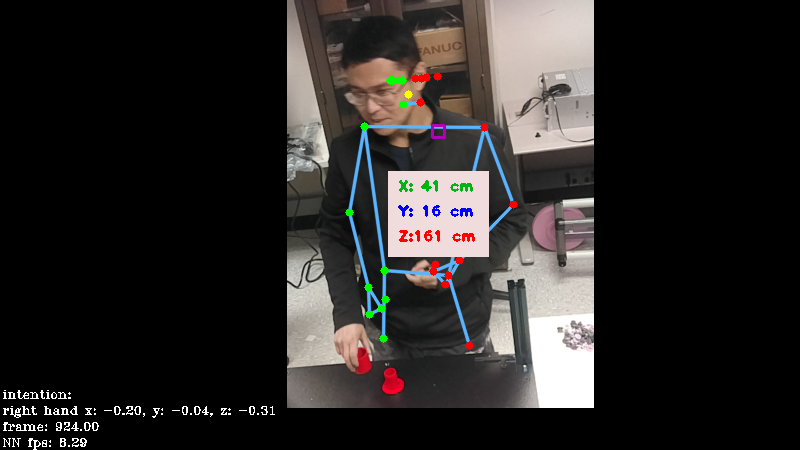 FANUC
X: 41 cm
Y: 16 cm
Z:161 cm
intention:
right hand x: -0.20, y: -0.04, z: -0.31
frame: 924.00
NN fps: 8.29